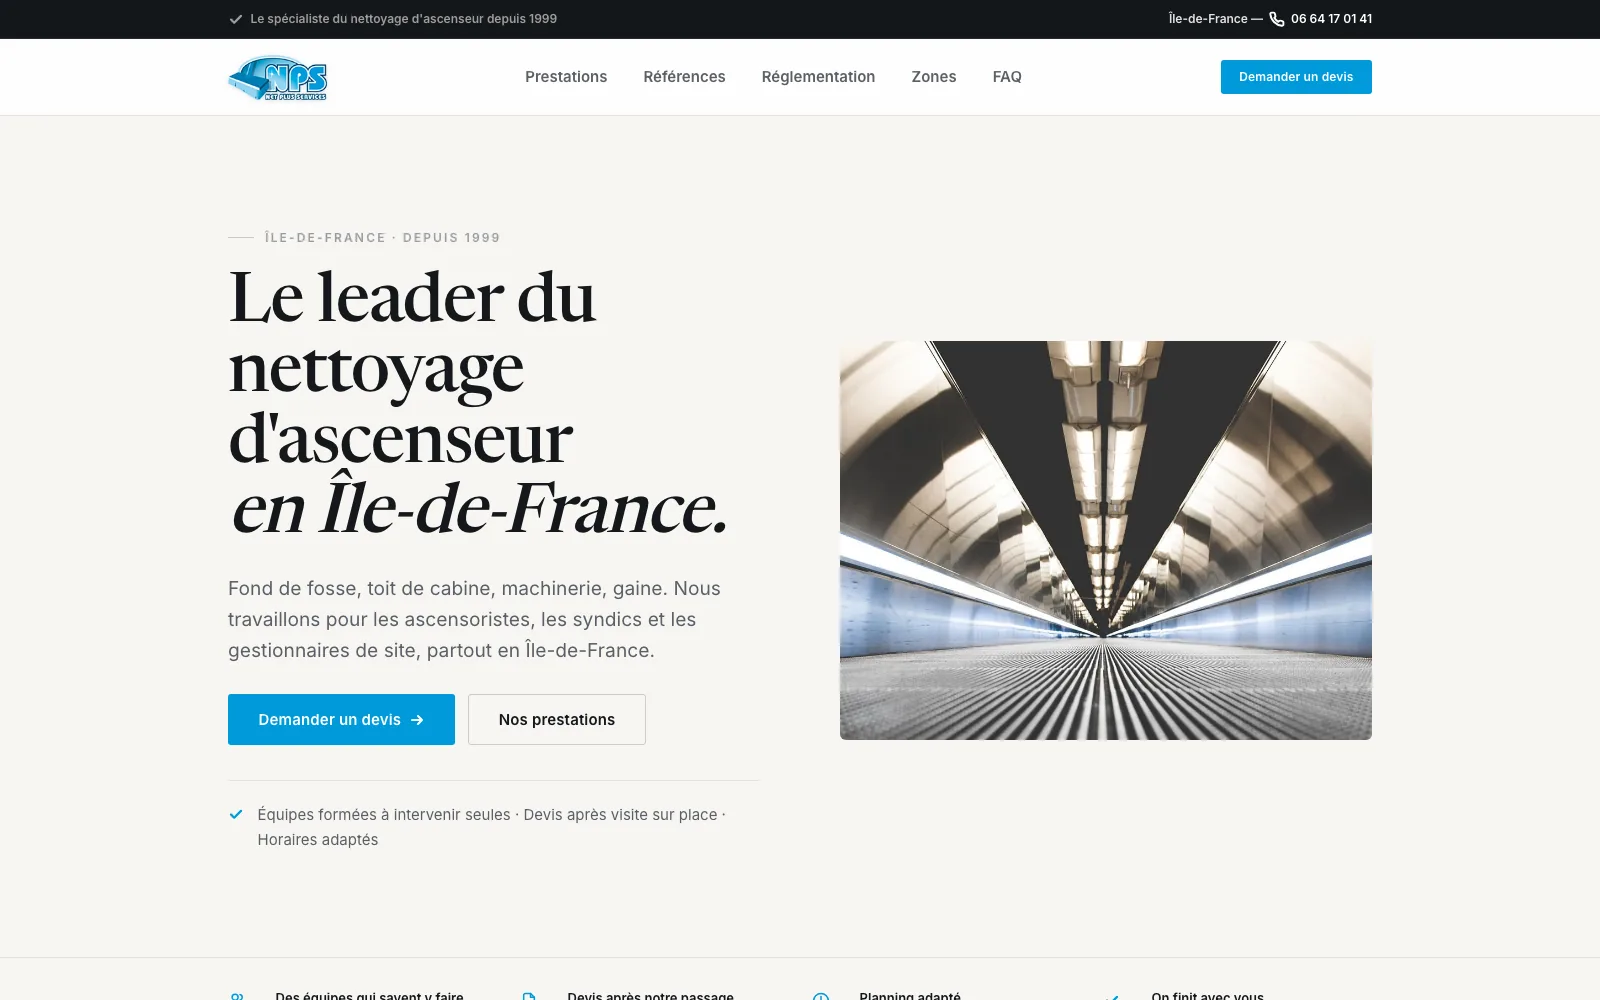 Le spécialiste du nettoyage d'ascenseur depuis 1999
Île-de-France — 06 64 17 01 41
NPS
NET PLUS SERVICES
Prestations
Références
Réglementation
Zones
FAQ
Demander un devis
ÎLE-DE-FRANCE · DEPUIS 1999
Le leader du
nettoyage
d'ascenseur
en Île-de-France.
Fond de fosse, toit de cabine, machinerie, gaine. Nous
travaillons pour les ascensoristes, les syndics et les
gestionnaires de site, partout en Île-de-France.
Demander un devis →
Nos prestations
Équipes formées à intervenir seules · Devis après visite sur place ·
Horaires adaptés
Des équipes qui savent y faire
Devis après notre passage
Planning adapté
On finit avec vous